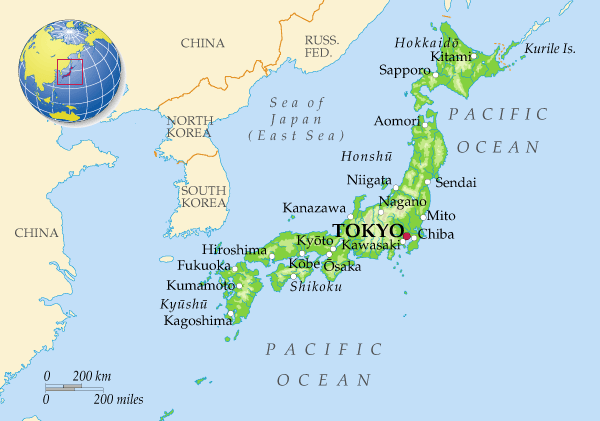 CHINA
RUSS.
FED.
Hokkaidō
Kitami
Kurile Is.
Sapporo
Sea of
Japan
(East Sea)
PACIFIC
OCEAN
NORTH
KOREA
Aomori
Honshū
Niigata
Sendai
SOUTH
KOREA
Nagano
Kanazawa
Mito
CHINA
TOKYO
Chiba
Kyōto
Kawasaki
Hiroshima
Fukuoka
Kōbe
Ōsaka
Kumamoto
Shikoku
Kyūshū
Kagoshima
PACIFIC
OCEAN
0 200 km
0 200 miles